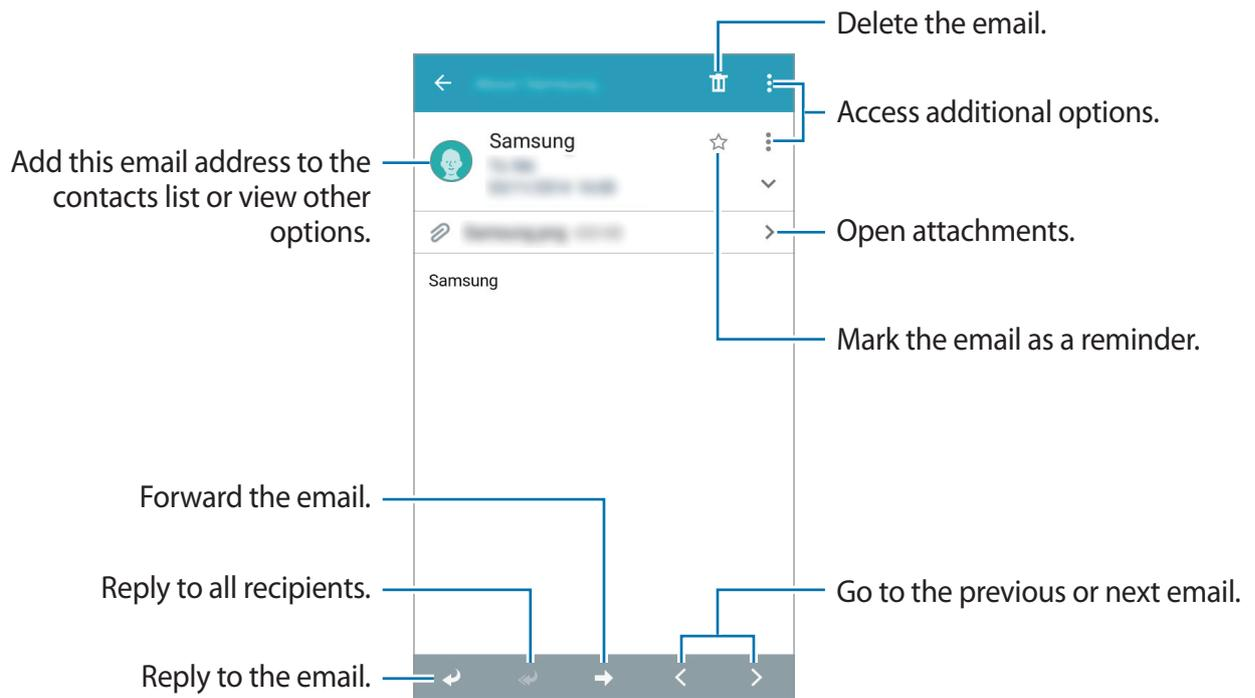 Delete the email.
Access additional options.
Samsung
Add this email address to the
contacts list or view other
options.
Open attachments.
Samsung
Mark the email as a reminder.
Forward the email.
Reply to all recipients.
Go to the previous or next email.
Reply to the email.